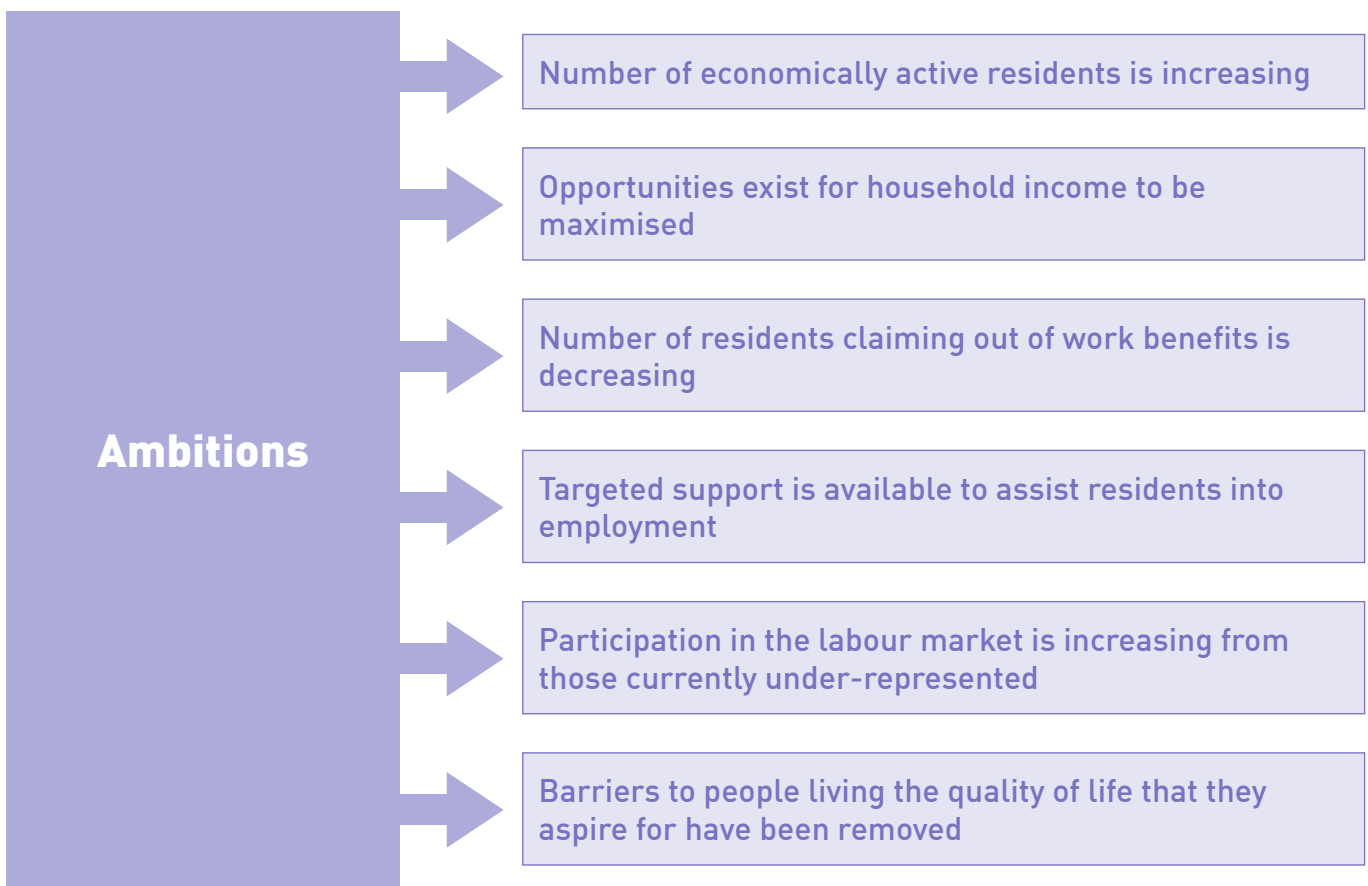 Ambitions
Number of economically active residents is increasing
Opportunities exist for household income to be
maximised
Number of residents claiming out of work benefits is
decreasing
Targeted support is available to assist residents into
employment
Participation in the labour market is increasing from
those currently under-represented
Barriers to people living the quality of life that they
aspire for have been removed